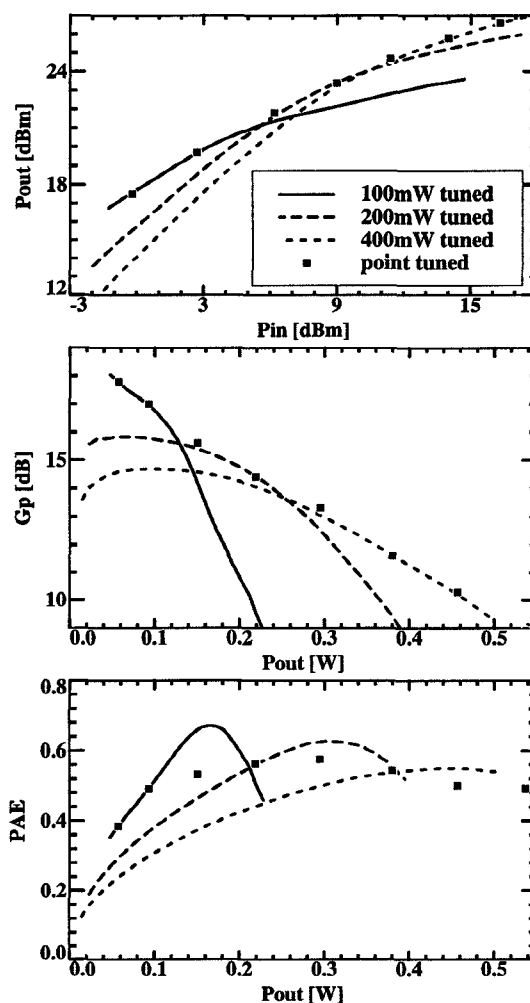 24
18
12
Pout [dBm]
100mW tuned
200mW tuned
400mW tuned
point tuned
-3 3 9 15
Pin [dBm]
15
10
Gp [dB]
0.0 0.1 0.2 0.3 0.4 0.5
Pout [W]
0.8
0.6
0.4
0.2
0.0
PAE
0.0 0.1 0.2 0.3 0.4 0.5
Pout [W]